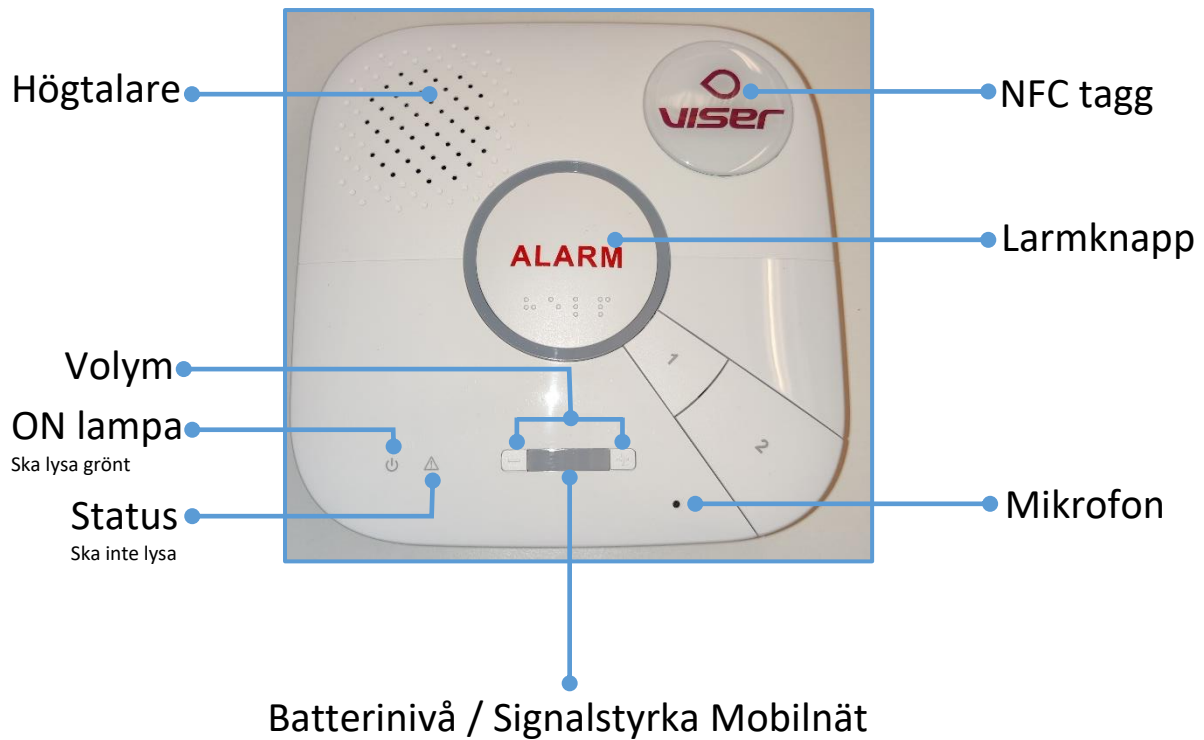 Högtalare
NFC tagg
VISer
Larmknapp
ALARM
Volym
1
ON lampa
Ska lysa grönt
2
Status
Ska inte lysa
Mikrofon
Batterinivå / Signalstyrka Mobilnät